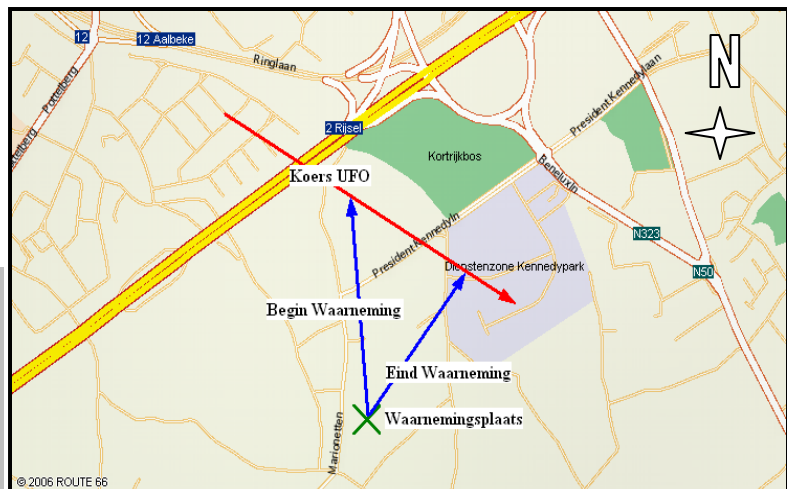 12
12 Aalbeke
Ringlaan
Pottelberg
N
2 Rijsel
President Kennedylaan
Kortrijkbos
Beneluxln
Koers UFO
President Kennedyln
N323
Dienstenzone Kennedypark
N50
Begin Waarneming
Eind Waarneming
Marionetten
Waarnemingsplaats
© 2006 ROUTE 66